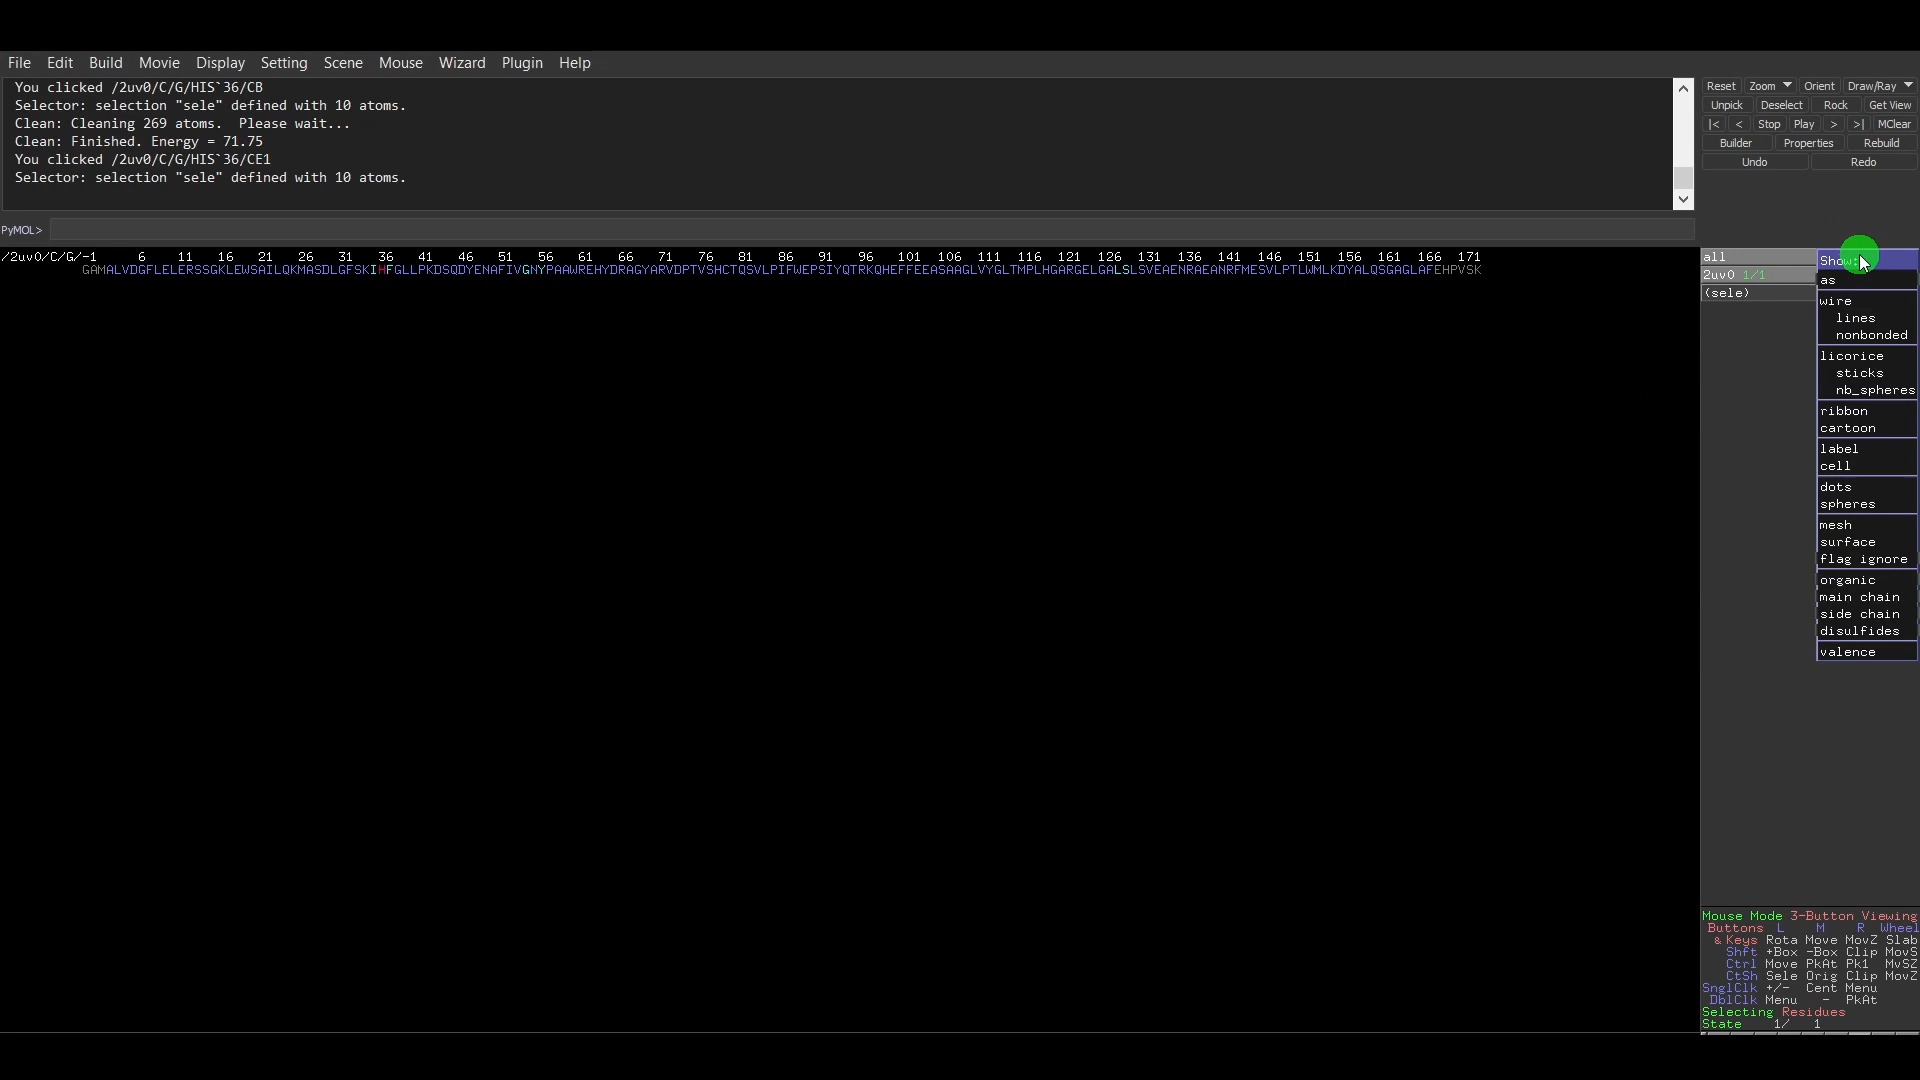 File Edit Build Movie Display Setting Scene Mouse Wizard Plugin Help
You clicked /2uv0/C/G/HIS`36/CB
Selector: selection "sele" defined with 10 atoms.
Clean: Cleaning 269 atoms.  Please wait...
Clean: Finished. Energy = 71.75
You clicked /2uv0/C/G/HIS`36/CE1
Selector: selection "sele" defined with 10 atoms.
PyMOL>
Reset Zoom Orient Draw/Ray
Unpick Deselect Rock Get View
|< < Stop Play > >| MClear
Builder Properties Rebuild
Undo Redo
/2uv0/C/G/-1 6 11 16 21 26 31 36 41 46 51 56 61 66 71 76 81 86 91 96 101 106 111 116 121 126 131 136 141 146 151 156 161 166 171
GAMALVDGFLELERSSGKLEWSAILQKMASDLGFSKIHFGLLPKDSQDYENAFIVGNYPAAWREHYDRAGYARVDPTVSHCTQSVLPIFWEPSIYQTRKQHEFFEEASAAGLVYGLTMPLHGARGELGALSLSVEAENRAEANRFMESVLPTLWMLKDYALQSGAGLAFEHPVSK
all
2uv0 1/1
(sele)
Show:
as
wire
lines
nonbonded
licorice
sticks
nb_spheres
ribbon
cartoon
label
cell
dots
spheres
mesh
surface
flag ignore
organic
main chain
side chain
disulfides
valence
Mouse Mode 3-Button Viewing
Buttons L M R Wheel
& Keys Rota Move MovZ Slab
Shft +Box -Box Clip MovS
Ctrl Move PkAt Pk1 MvSZ
CtSh Sele Orig Clip MovZ
SnglClk +/- Cent Menu
DblClk Menu - PkAt
Selecting Residues
State 1/ 1